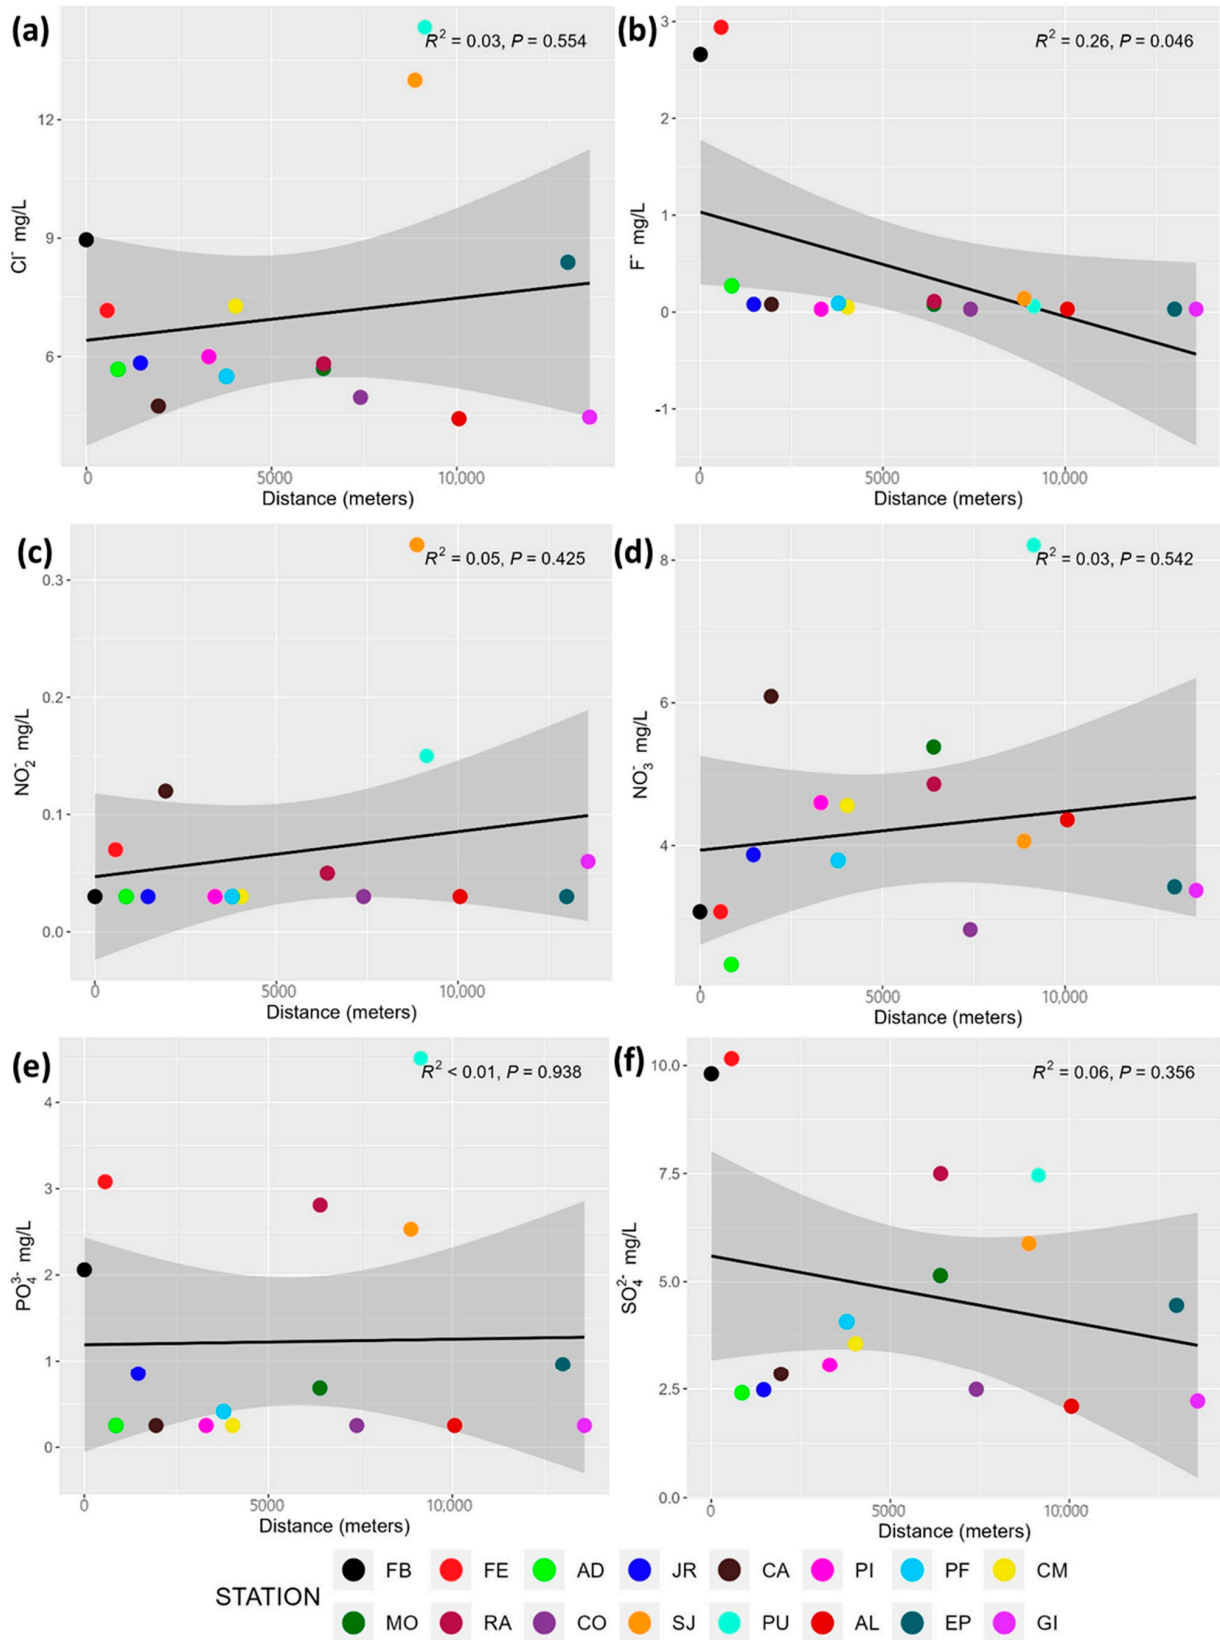 (a)
R² = 0.03, P = 0.554
12
9
6
Cl⁻ mg/L
0 5000 10,000
Distance (meters)
(b)
R² = 0.26, P = 0.046
3
2
1
0
-1
F⁻ mg/L
0 5000 10,000
Distance (meters)
(c)
R² = 0.05, P = 0.425
0.3
0.2
0.1
0.0
NO₂⁻ mg/L
0 5000 10,000
Distance (meters)
(d)
R² = 0.03, P = 0.542
8
6
4
NO₃⁻ mg/L
0 5000 10,000
Distance (meters)
(e)
R² < 0.01, P = 0.938
4
3
2
1
0
PO₄³⁻ mg/L
0 5000 10,000
Distance (meters)
(f)
R² = 0.06, P = 0.356
10.0
7.5
5.0
2.5
0.0
SO₄²⁻ mg/L
0 5000 10,000
Distance (meters)
STATION
FB FE AD JR CA PI PF CM
MO RA CO SJ PU AL EP GI